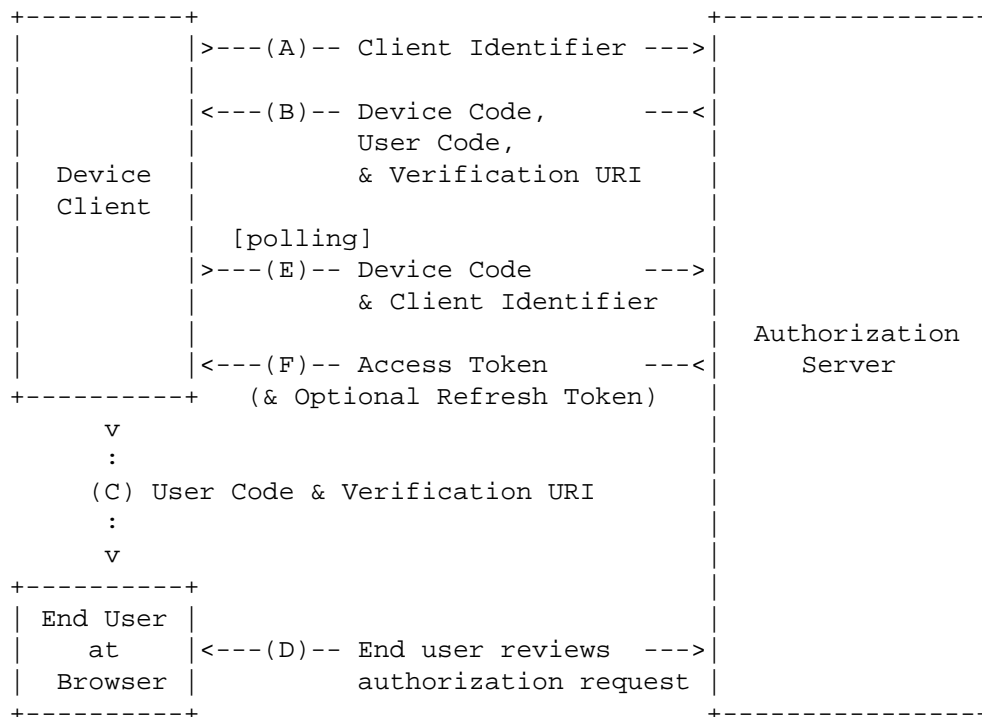 +----------+                                +----------------
|          |>---(A)-- Client Identifier --->|
|          |                                |
|          |<---(B)-- Device Code,      ---<|
|          |          User Code,            |
|  Device  |          & Verification URI    |
|  Client  |                                |
|          |  [polling]                     |
|          |>---(E)-- Device Code       --->|
|          |          & Client Identifier   |
|          |                                |  Authorization
|          |<---(F)-- Access Token      ---<|     Server
+----------+   (& Optional Refresh Token)   |
      v                                     |
      :                                     |
     (C) User Code & Verification URI       |
      :                                     |
      v                                     |
+----------+                                |
| End User |                                |
|    at    |<---(D)-- End user reviews  --->|
|  Browser |          authorization request |
+----------+                                +----------------